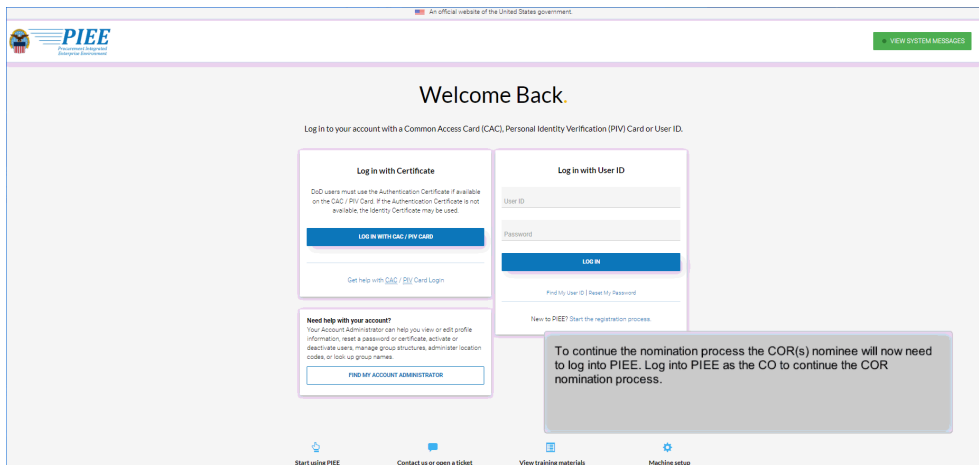 An official website of the United States government.
PIEE
Procurement Integrated
Enterprise Environment
VIEW SYSTEM MESSAGES
Welcome Back.
Log in to your account with a Common Access Card (CAC), Personal Identity Verification (PIV) Card or User ID.
Log in with Certificate
DoD users must use the Authentication Certificate if available
on the CAC / PIV Card. If the Authentication Certificate is not
available, the Identity Certificate may be used.
LOG IN WITH CAC / PIV CARD
Get help with CAC / PIV Card Login
Log in with User ID
User ID
Password
LOG IN
Find My User ID | Reset My Password
New to PIEE? Start the registration process.
Need help with your account?
Your Account Administrator can help you view or edit profile
information, reset a password or certificate, activate or
deactivate users, manage group structures, administer location
codes, or look up group names.
FIND MY ACCOUNT ADMINISTRATOR
To continue the nomination process the COR(s) nominee will now need
to log into PIEE. Log into PIEE as the CO to continue the COR
nomination process.
Start using PIEE
Contact us or open a ticket
View training materials
Machine setup